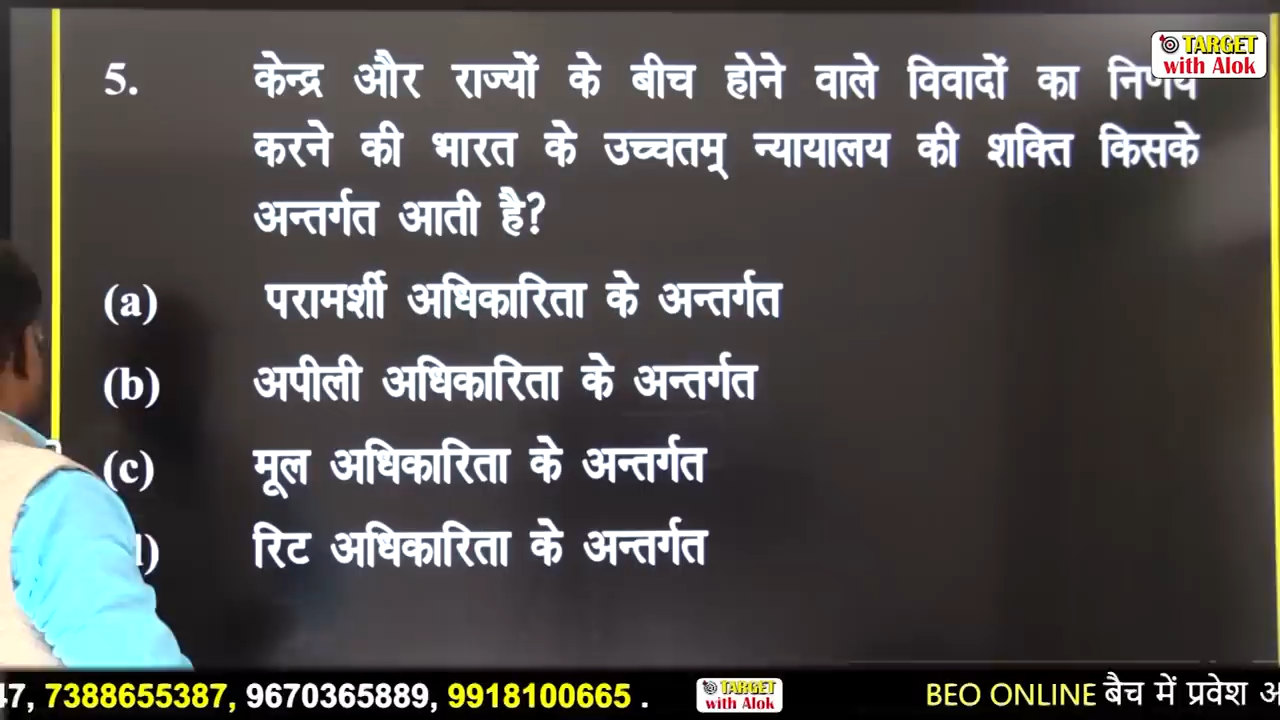 TARGET
with Alok
5. केन्द्र और राज्यों के बीच होने वाले विवादों का निर्णय
करने की भारत के उच्चतम् न्यायालय की शक्ति किसके
अन्तर्गत आती है?
(a) परामर्शी अधिकारिता के अन्तर्गत
(b) अपीली अधिकारिता के अन्तर्गत
(c) मूल अधिकारिता के अन्तर्गत
रिट अधिकारिता के अन्तर्गत
47, 7388655387, 9670365889, 9918100665 .
TARGET
with Alok
BEO ONLINE बैच में प्रवेश